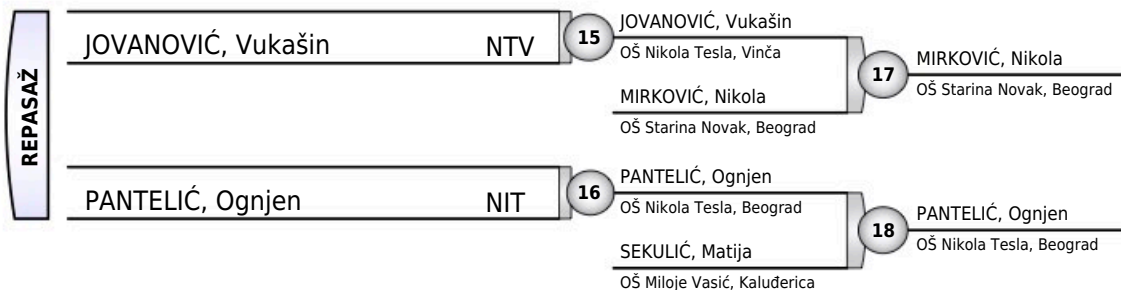 REPASAŽ
JOVANOVIĆ, Vukašin NTV
15
JOVANOVIĆ, Vukašin
OŠ Nikola Tesla, Vinča
MIRKOVIĆ, Nikola
OŠ Starina Novak, Beograd
17
MIRKOVIĆ, Nikola
OŠ Starina Novak, Beograd
PANTELIĆ, Ognjen NIT
16
PANTELIĆ, Ognjen
OŠ Nikola Tesla, Beograd
SEKULIĆ, Matija
OŠ Miloje Vasić, Kaluđerica
18
PANTELIĆ, Ognjen
OŠ Nikola Tesla, Beograd